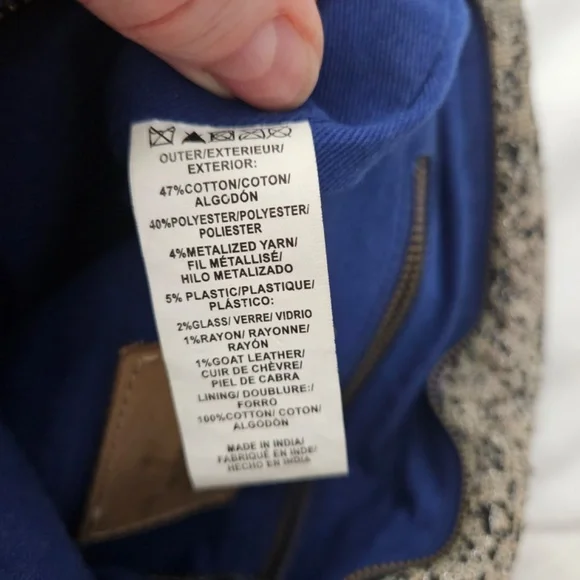 OUTER/EXTERIEUR/
EXTERIOR:
47%COTTON/COTON/
ALGODÓN
40%POLYESTER/POLYESTER/
POLIESTER
4%METALIZED YARN/
FIL MÉTALLISÉ/
HILO METALIZADO
5% PLASTIC/PLASTIQUE/
PLÁSTICO:
2%GLASS/ VERRE/ VIDRIO
1%RAYON/ RAYONNE/
RAYÓN
1%GOAT LEATHER/
CUIR DE CHÈVRE/
PIEL DE CABRA
LINING/ DOUBLURE:/
FORRO
100%COTTON/ COTON/
ALGODÓN
MADE IN INDIA/
FABRIQUÉ EN INDE/
HECHO EN INDIA